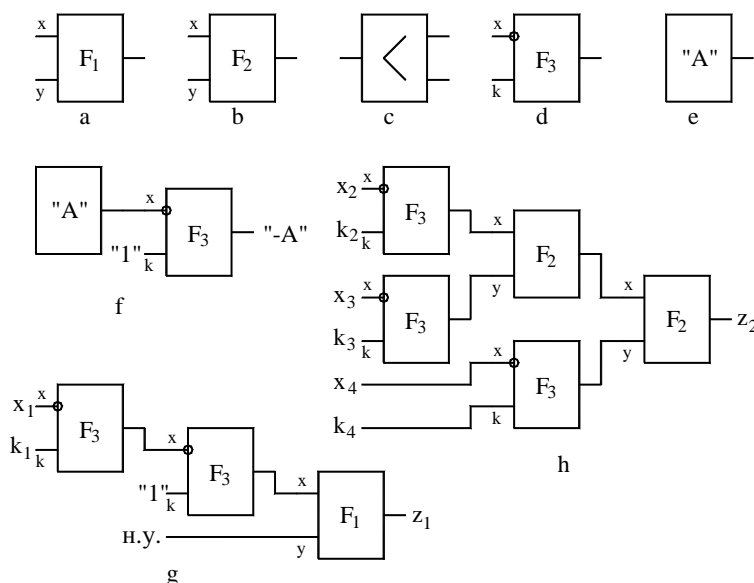 x y F1 a
x y F2 b
c
x k F3 d
"A" e
"A" x "1" k F3 "-A" f
x1 x k1 k F3 x "1" k F3 x н.у. y F1 z1 g
x2 x k2 k F3 x
x3 x k3 k F3 y F2
x4 x k4 k F3
x y F2 z2 h